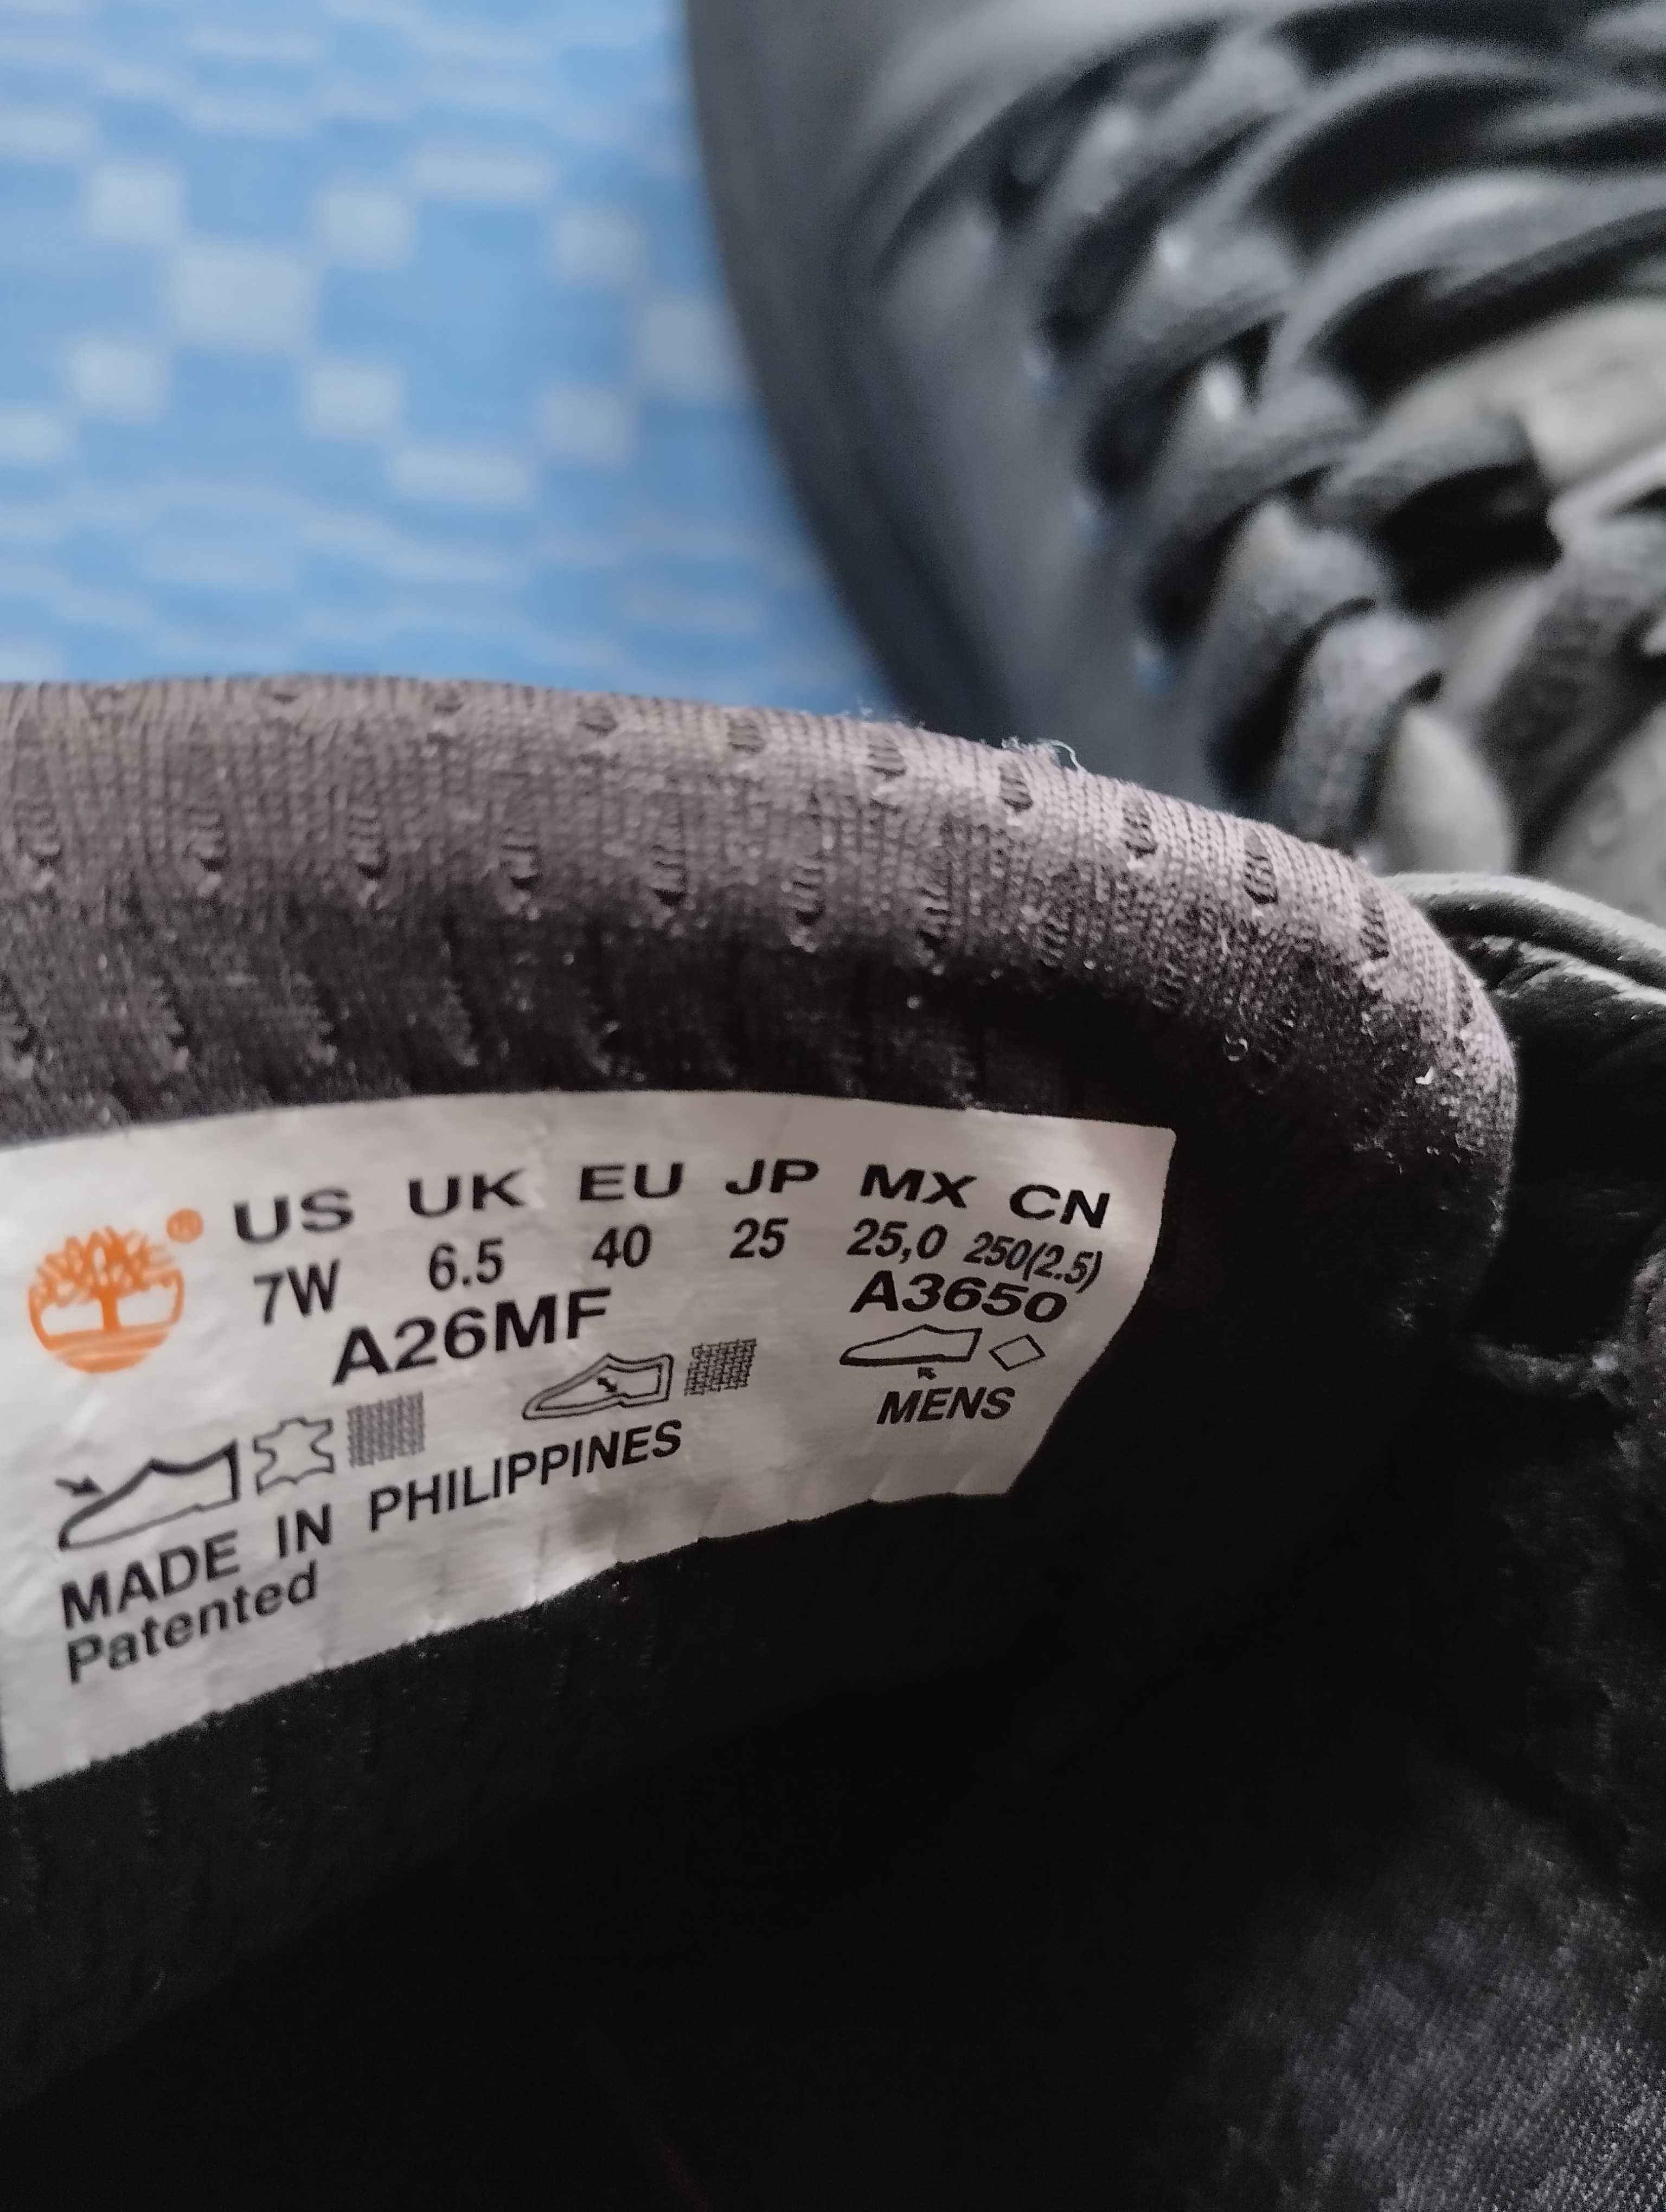 US UK EU JP MX CN
7W 6.5 40 25 25,0 250(2.5)
A26MF A3650
MENS
MADE IN PHILIPPINES
Patented
®